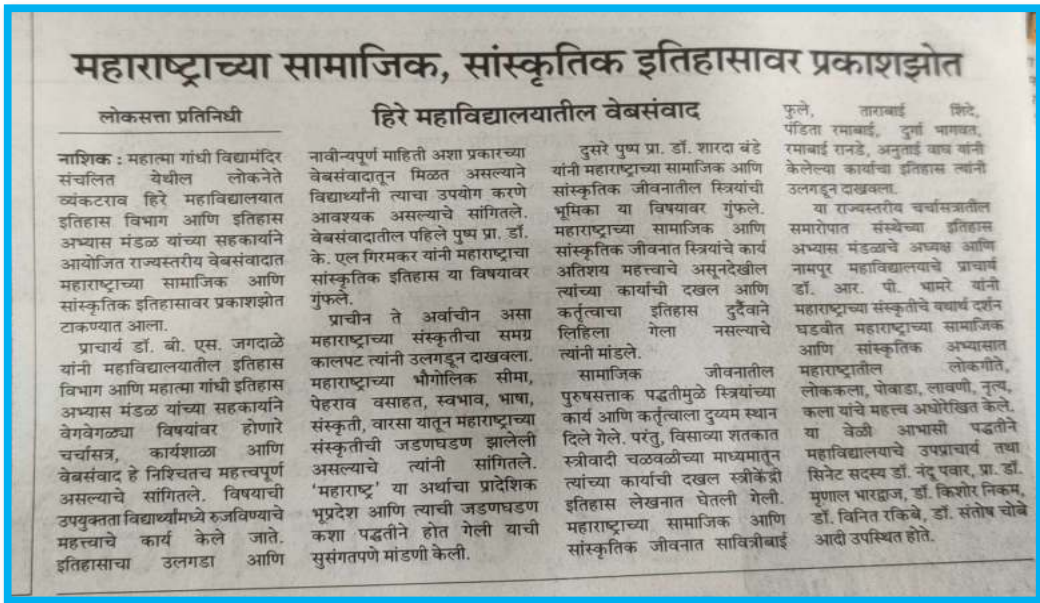 महाराष्ट्राच्या सामाजिक, सांस्कृतिक इतिहासावर प्रकाशझोत
हिरे महाविद्यालयातील वेबसंवाद
लोकसत्ता प्रतिनिधी
नाशिक : महात्मा गांधी विद्यामंदिर
संचलित येथील लोकनेते
व्यंकटराव हिरे महाविद्यालयात
इतिहास विभाग आणि इतिहास
अभ्यास मंडळ यांच्या सहकार्याने
आयोजित राज्यस्तरीय वेबसंवादात
महाराष्ट्राच्या सामाजिक आणि
सांस्कृतिक इतिहासावर प्रकाशझोत
टाकण्यात आला.
प्राचार्य डॉ. बी. एस. जगदाळे
यांनी महाविद्यालयातील इतिहास
विभाग आणि महात्मा गांधी इतिहास
अभ्यास मंडळ यांच्या सहकार्याने
वेगवेगळ्या विषयांवर होणारे
चर्चासत्र, कार्यशाळा आणि
वेबसंवाद हे निश्चितच महत्त्वपूर्ण
असल्याचे सांगितले. विषयाची
उपयुक्तता विद्यार्थ्यांमध्ये रुजविण्याचे
महत्त्वाचे कार्य केले जाते.
इतिहासाचा उलगडा आणि
नावीन्यपूर्ण माहिती अशा प्रकारच्या
वेबसंवादातून मिळत असल्याने
विद्यार्थ्यांनी त्याचा उपयोग करणे
आवश्यक असल्याचे सांगितले.
वेबसंवादातील पहिले पुष्प प्रा. डॉ.
के. एल गिरमकर यांनी महाराष्ट्राचा
सांस्कृतिक इतिहास या विषयावर
गुंफले.
प्राचीन ते अर्वाचीन असा
महाराष्ट्राच्या संस्कृतीचा समग्र
कालपट त्यांनी उलगडून दाखवला.
महाराष्ट्राच्या भौगोलिक सीमा,
पेहराव वसाहत, स्वभाव, भाषा,
संस्कृती, वारसा यातून महाराष्ट्राच्या
संस्कृतीची जडणघडण झालेली
असल्याचे त्यांनी सांगितले.
‘महाराष्ट्र’ या अर्थाचा प्रादेशिक
भूप्रदेश आणि त्याची जडणघडण
कशा पद्धतीने होत गेली याची
सुसंगतपणे मांडणी केली.
दुसरे पुष्प प्रा. डॉ. शारदा बंडे
यांनी महाराष्ट्राच्या सामाजिक आणि
सांस्कृतिक जीवनातील स्त्रियांची
भूमिका या विषयावर गुंफले.
महाराष्ट्राच्या सामाजिक आणि
सांस्कृतिक जीवनात स्त्रियांचे कार्य
अतिशय महत्त्वाचे असूनदेखील
त्यांच्या कार्याची दखल आणि
कर्तृत्वाचा इतिहास दुर्दैवाने
लिहिला गेला नसल्याचे
त्यांनी मांडले.
सामाजिक जीवनातील
पुरुषसत्ताक पद्धतीमुळे स्त्रियांच्या
कार्य आणि कर्तृत्वाला दुय्यम स्थान
दिले गेले. परंतु, विसाव्या शतकात
स्त्रीवादी चळवळीच्या माध्यमातून
त्यांच्या कार्याची दखल स्त्रीकेंद्री
इतिहास लेखनात घेतली गेली.
महाराष्ट्राच्या सामाजिक आणि
सांस्कृतिक जीवनात सावित्रीबाई
फुले, ताराबाई शिंदे,
पंडिता रमाबाई, दुर्गा भागवत,
रमाबाई रानडे, अनुताई वाघ यांनी
केलेल्या कार्याचा इतिहास त्यांनी
उलगडून दाखवला.
या राज्यस्तरीय चर्चासत्रातील
समारोपात संस्थेच्या इतिहास
अभ्यास मंडळाचे अध्यक्ष आणि
नामपूर महाविद्यालयाचे प्राचार्य
डॉ. आर. पी. भामरे यांनी
महाराष्ट्राच्या संस्कृतीचे यथार्थ दर्शन
घडवीत महाराष्ट्राच्या सामाजिक
आणि सांस्कृतिक अभ्यासात
महाराष्ट्रातील लोकगीते,
लोककला, पोवाडा, लावणी, नृत्य,
कला यांचे महत्त्व अधोरेखित केले.
या वेळी आभासी पद्धतीने
महाविद्यालयाचे उपप्राचार्य तथा
सिनेट सदस्य डॉ. नंदू पवार, प्रा. डॉ.
मृणाल भारद्वाज, डॉ. किशोर निकम,
डॉ. विनित रकिबे, डॉ. संतोष चोबे
आदी उपस्थित होते.